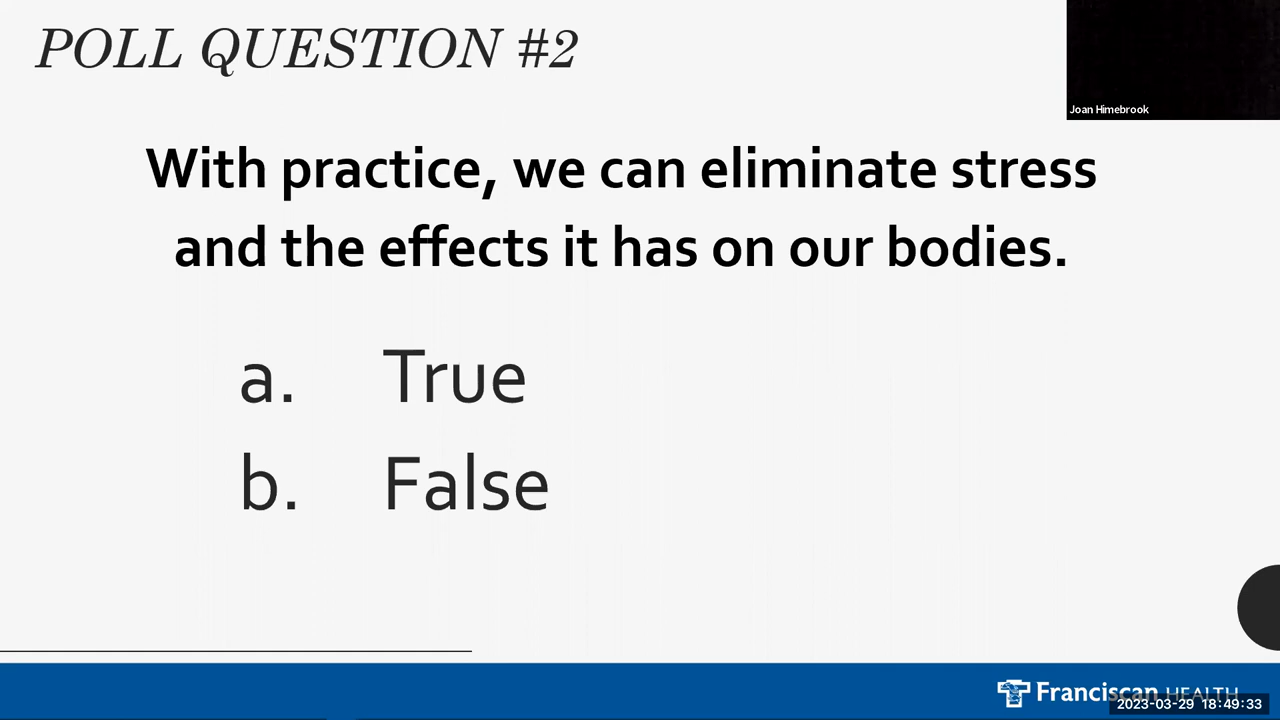 POLL QUESTION #2
Joan Himebrook
With practice, we can eliminate stress
and the effects it has on our bodies.
a. True
b. False
Franciscan HEALTH
2023-03-29 18:49:33